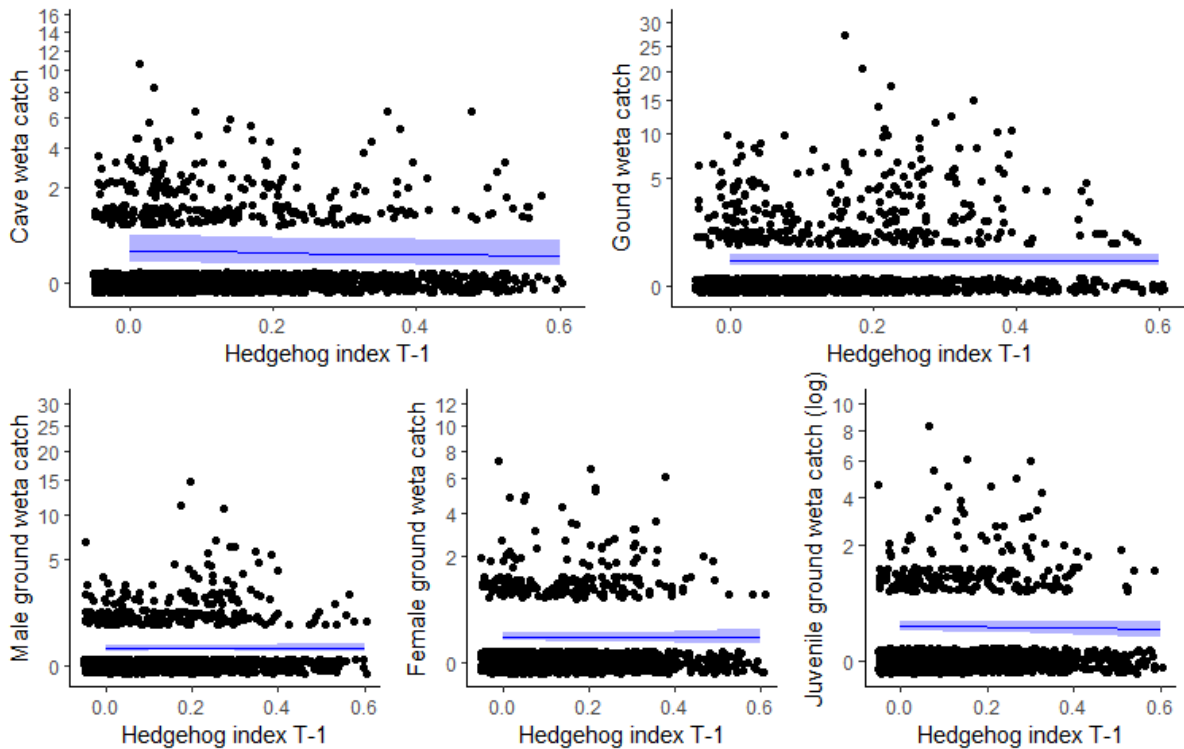 16
14
12
10
8
6
4
2
0
Cave weta catch
0.0 0.2 0.4 0.6
Hedgehog index T-1
30
25
20
15
10
5
0
Gound weta catch
0.0 0.2 0.4 0.6
Hedgehog index T-1
30
25
20
15
10
5
0
Male ground weta catch
0.0 0.2 0.4 0.6
Hedgehog index T-1
12
10
8
6
4
2
0
Female ground weta catch
0.0 0.2 0.4 0.6
Hedgehog index T-1
10
8
6
4
2
0
Juvenile ground weta catch (log)
0.0 0.2 0.4 0.6
Hedgehog index T-1